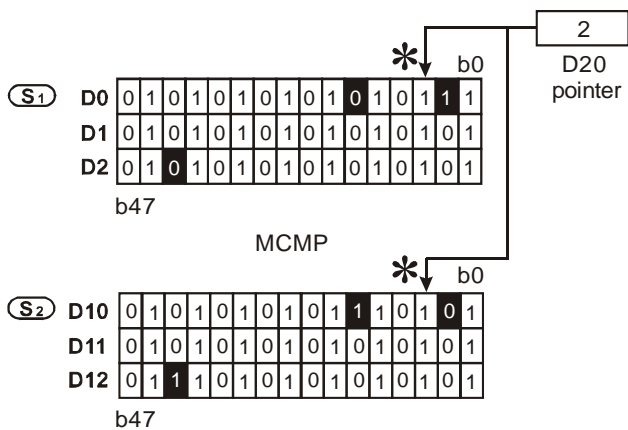 2
* b0
D20
pointer
S1 D0 0 1 0 1 0 1 0 1 0 1 0 1 0 1 1 1
D1 0 1 0 1 0 1 0 1 0 1 0 1 0 1 0 1
D2 0 1 0 1 0 1 0 1 0 1 0 1 0 1 0 1
b47
MCMP
* b0
S2 D10 0 1 0 1 0 1 0 1 0 1 1 1 0 1 0 1
D11 0 1 0 1 0 1 0 1 0 1 0 1 0 1 0 1
D12 0 1 1 1 0 1 0 1 0 1 0 1 0 1 0 1
b47